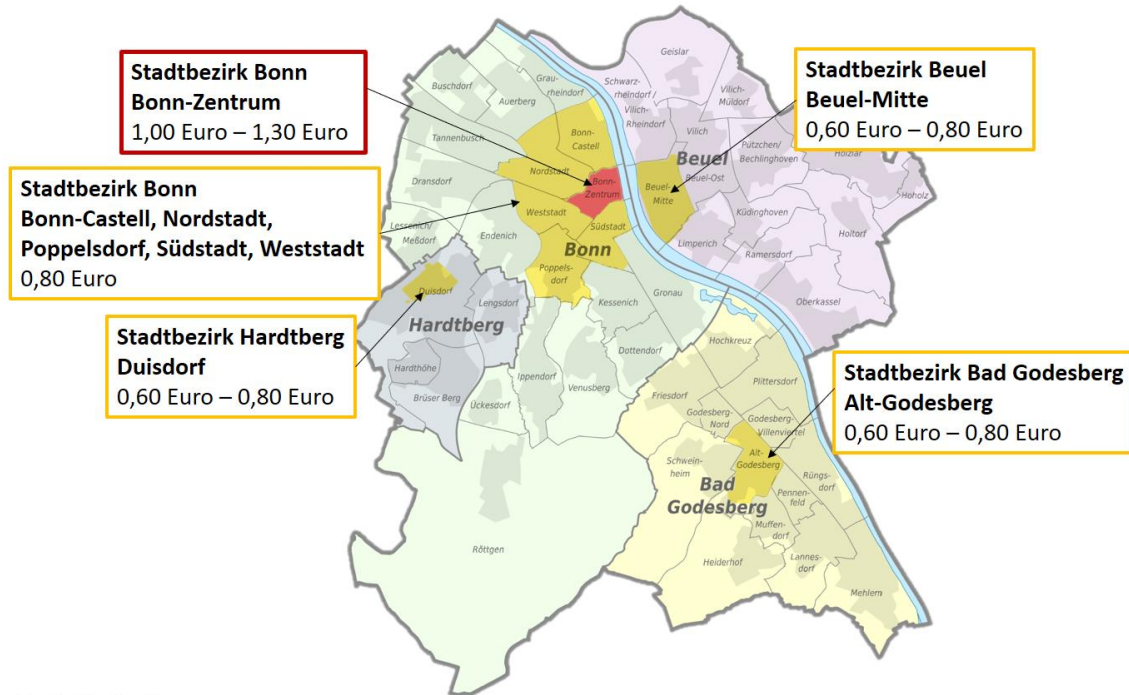 Stadtbezirk Bonn
Bonn-Zentrum
1,00 Euro – 1,30 Euro
Stadtbezirk Beuel
Beuel-Mitte
0,60 Euro – 0,80 Euro
Stadtbezirk Bonn
Bonn-Castell, Nordstadt,
Poppelsdorf, Südstadt, Weststadt
0,80 Euro
Stadtbezirk Hardtberg
Duisdorf
0,60 Euro – 0,80 Euro
Stadtbezirk Bad Godesberg
Alt-Godesberg
0,60 Euro – 0,80 Euro
Geislar
Buschdorf
Grau-
rheindorf
Auerberg
Schwarz-
rheindorf /
Vilich-
Rheindorf
Vilich-
Müldorf
Tannenbusch
Bonn-
Castell
Vilich
Pützchen/
Bechlinghoven
Holzlar
Beuel
Beuel-Ost
Nordstadt
Dransdorf
Bonn-
Zentrum
Beuel-
Mitte
Hoholz
Weststadt
Südstadt
Küdinghoven
Lessenich/
Meßdorf
Endenich
Limperich
Holtorf
Bonn
Ramersdorf
Poppels-
dorf
Duisdorf
Lengsdorf
Kessenich
Gronau
Oberkassel
Hardtberg
Dottendorf
Hochkreuz
Hardthöhe
Ippendorf
Venusberg
Plittersdorf
Brüser Berg
Ückesdorf
Friesdorf
Godesberg-
Nord
Godesberg-
Villenviertel
Alt-
Godesberg
Schwein-
heim
Rüngs-
dorf
Bad
Godesberg
Pennen-
feld
Muffen-
dorf
Röttgen
Heiderhof
Lannes-
dorf
Mehlem